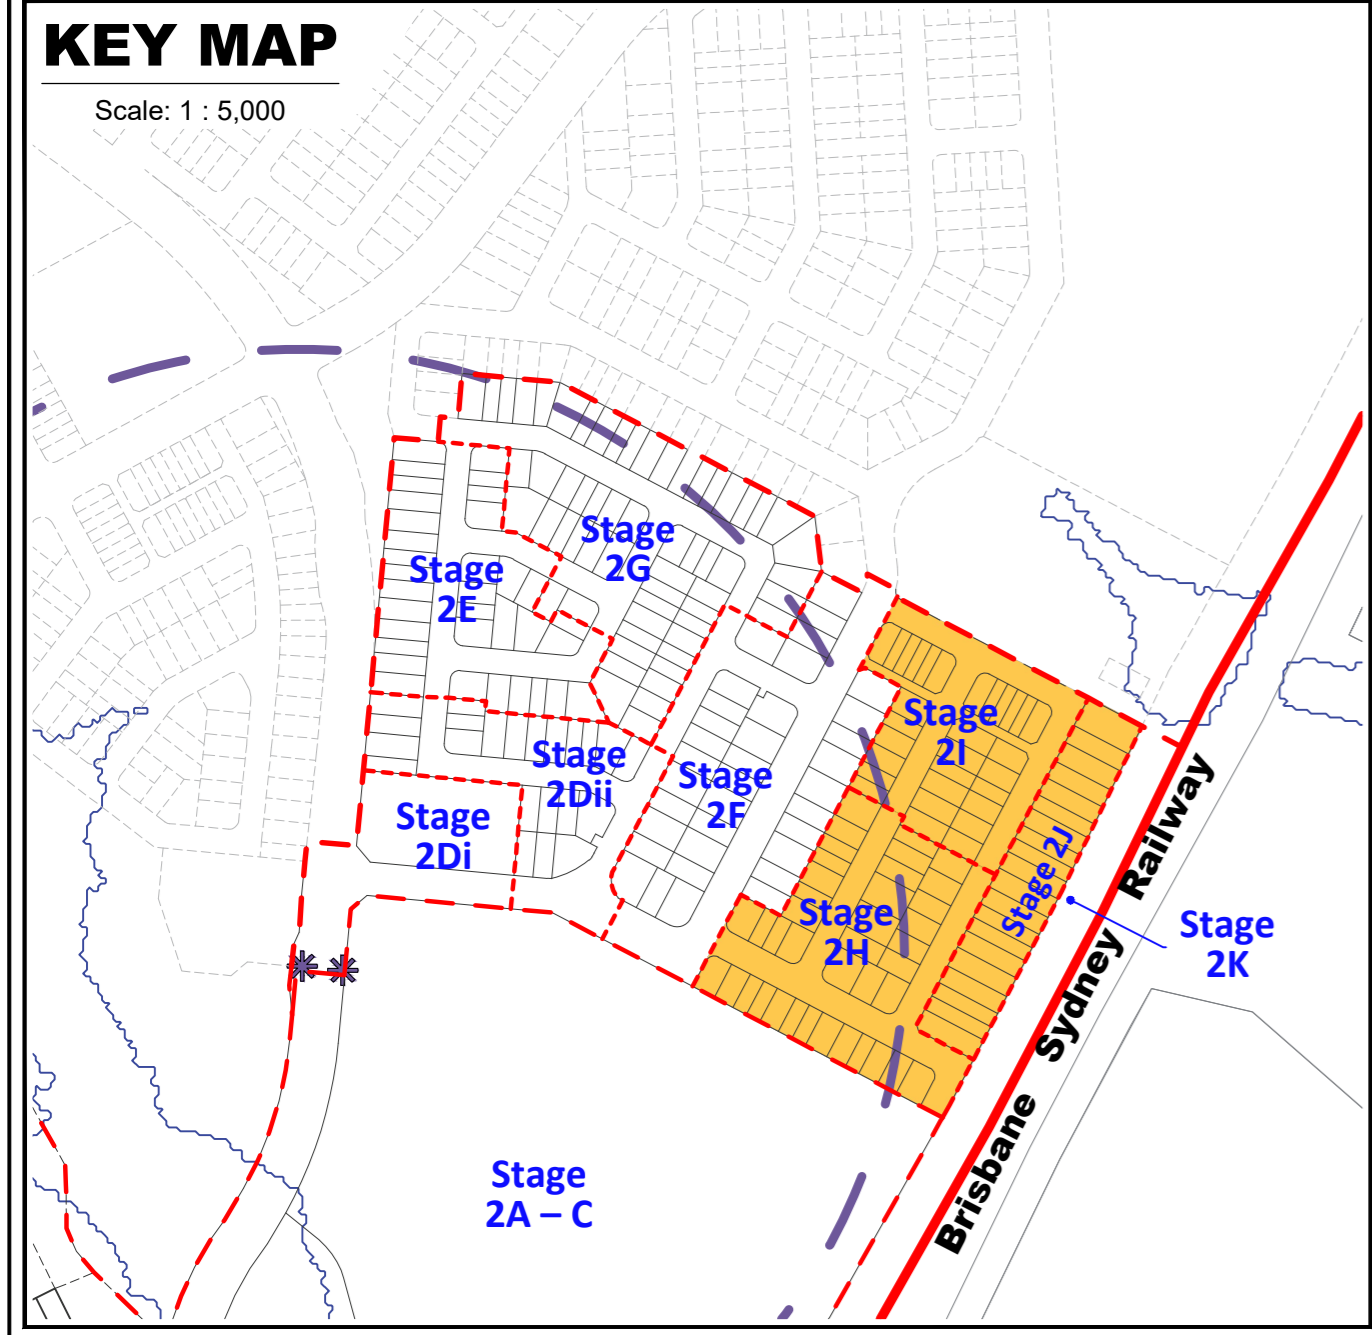 KEY MAP
Scale: 1 : 5,000
Stage
2G
Stage
2E
Stage
2I
Stage
2Dii
Stage
2F
Stage
2Di
Stage 2J
Stage
2H
Stage
2K
Stage
2A – C
Brisbane Sydney Railway